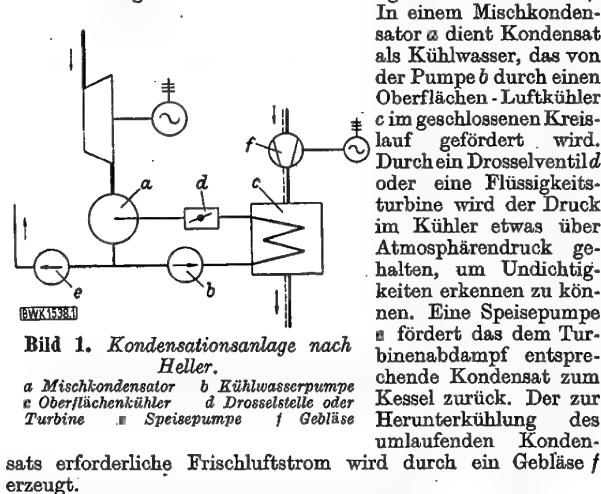 a
d
c
f
e
b
BWK 1538.1
Bild 1. Kondensationsanlage nach
Heller.
a Mischkondensator b Kühlwasserpumpe
c Oberflächenkühler d Drosselstelle oder
Turbine e Speisepumpe f Gebläse
In einem Mischkonden-
sator a dient Kondensat
als Kühlwasser, das von
der Pumpe b durch einen
Oberflächen-Luftkühler
c im geschlossenen Kreis-
lauf gefördert wird.
Durch ein Drosselventil d
oder eine Flüssigkeits-
turbine wird der Druck
im Kühler etwas über
Atmosphärendruck ge-
halten, um Undichtig-
keiten erkennen zu kön-
nen. Eine Speisepumpe
e fördert das dem Tur-
binenabdampf entspre-
chende Kondensat zum
Kessel zurück. Der zur
Herunterkühlung des
umlaufenden Konden-
sats erforderliche Frischluftstrom wird durch ein Gebläse f
erzeugt.